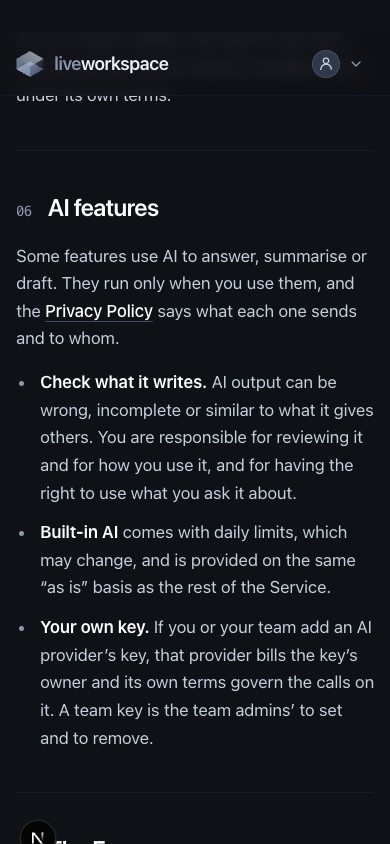 liveworkspace
under its own terms.
06 AI features
Some features use AI to answer, summarise or
draft. They run only when you use them, and
the Privacy Policy says what each one sends
and to whom.
• Check what it writes. AI output can be
wrong, incomplete or similar to what it gives
others. You are responsible for reviewing it
and for how you use it, and for having the
right to use what you ask it about.
• Built-in AI comes with daily limits, which
may change, and is provided on the same
“as is” basis as the rest of the Service.
• Your own key. If you or your team add an AI
provider’s key, that provider bills the key’s
owner and its own terms govern the calls on
it. A team key is the team admins’ to set
and to remove.
N